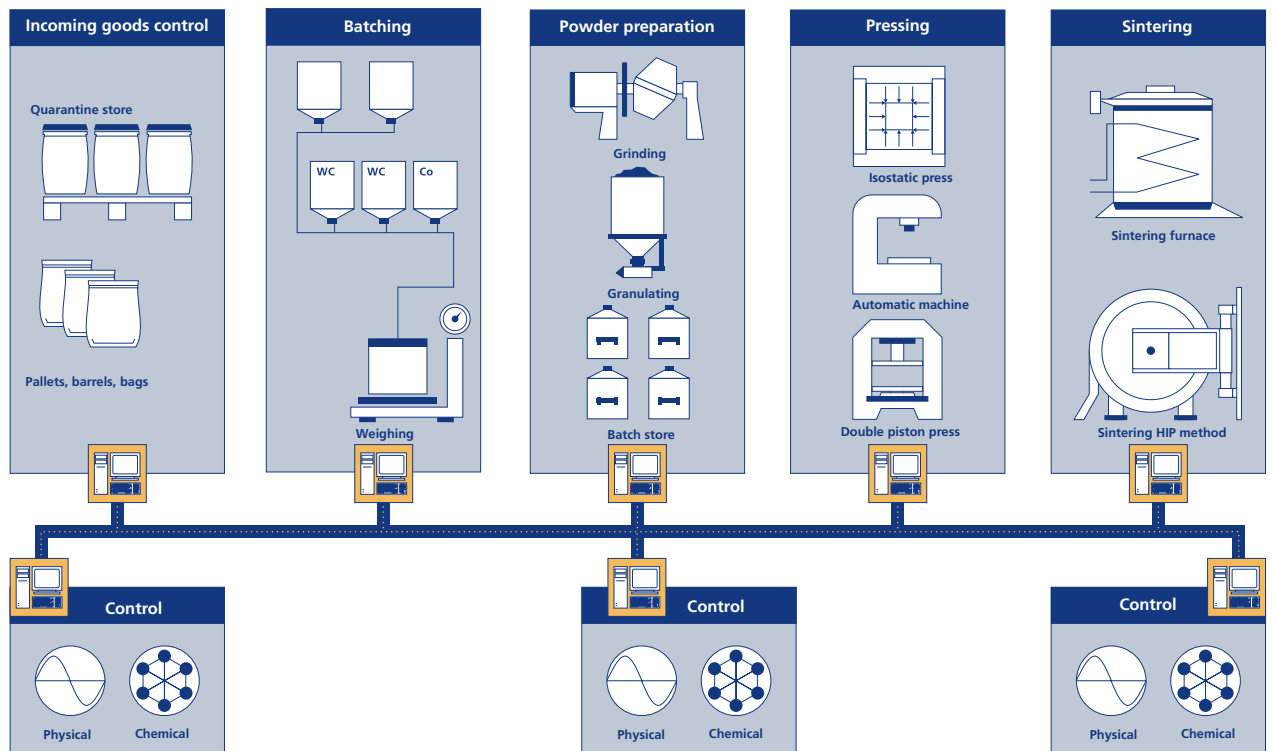 Incoming goods control
Quarantine store
Pallets, barrels, bags
Batching
WC
WC
Co
Weighing
Powder preparation
Grinding
Granulating
Batch store
Pressing
Isostatic press
Automatic machine
Double piston press
Sintering
Sintering furnace
Sintering HIP method
Control
Physical
Chemical
Control
Physical
Chemical
Control
Physical
Chemical